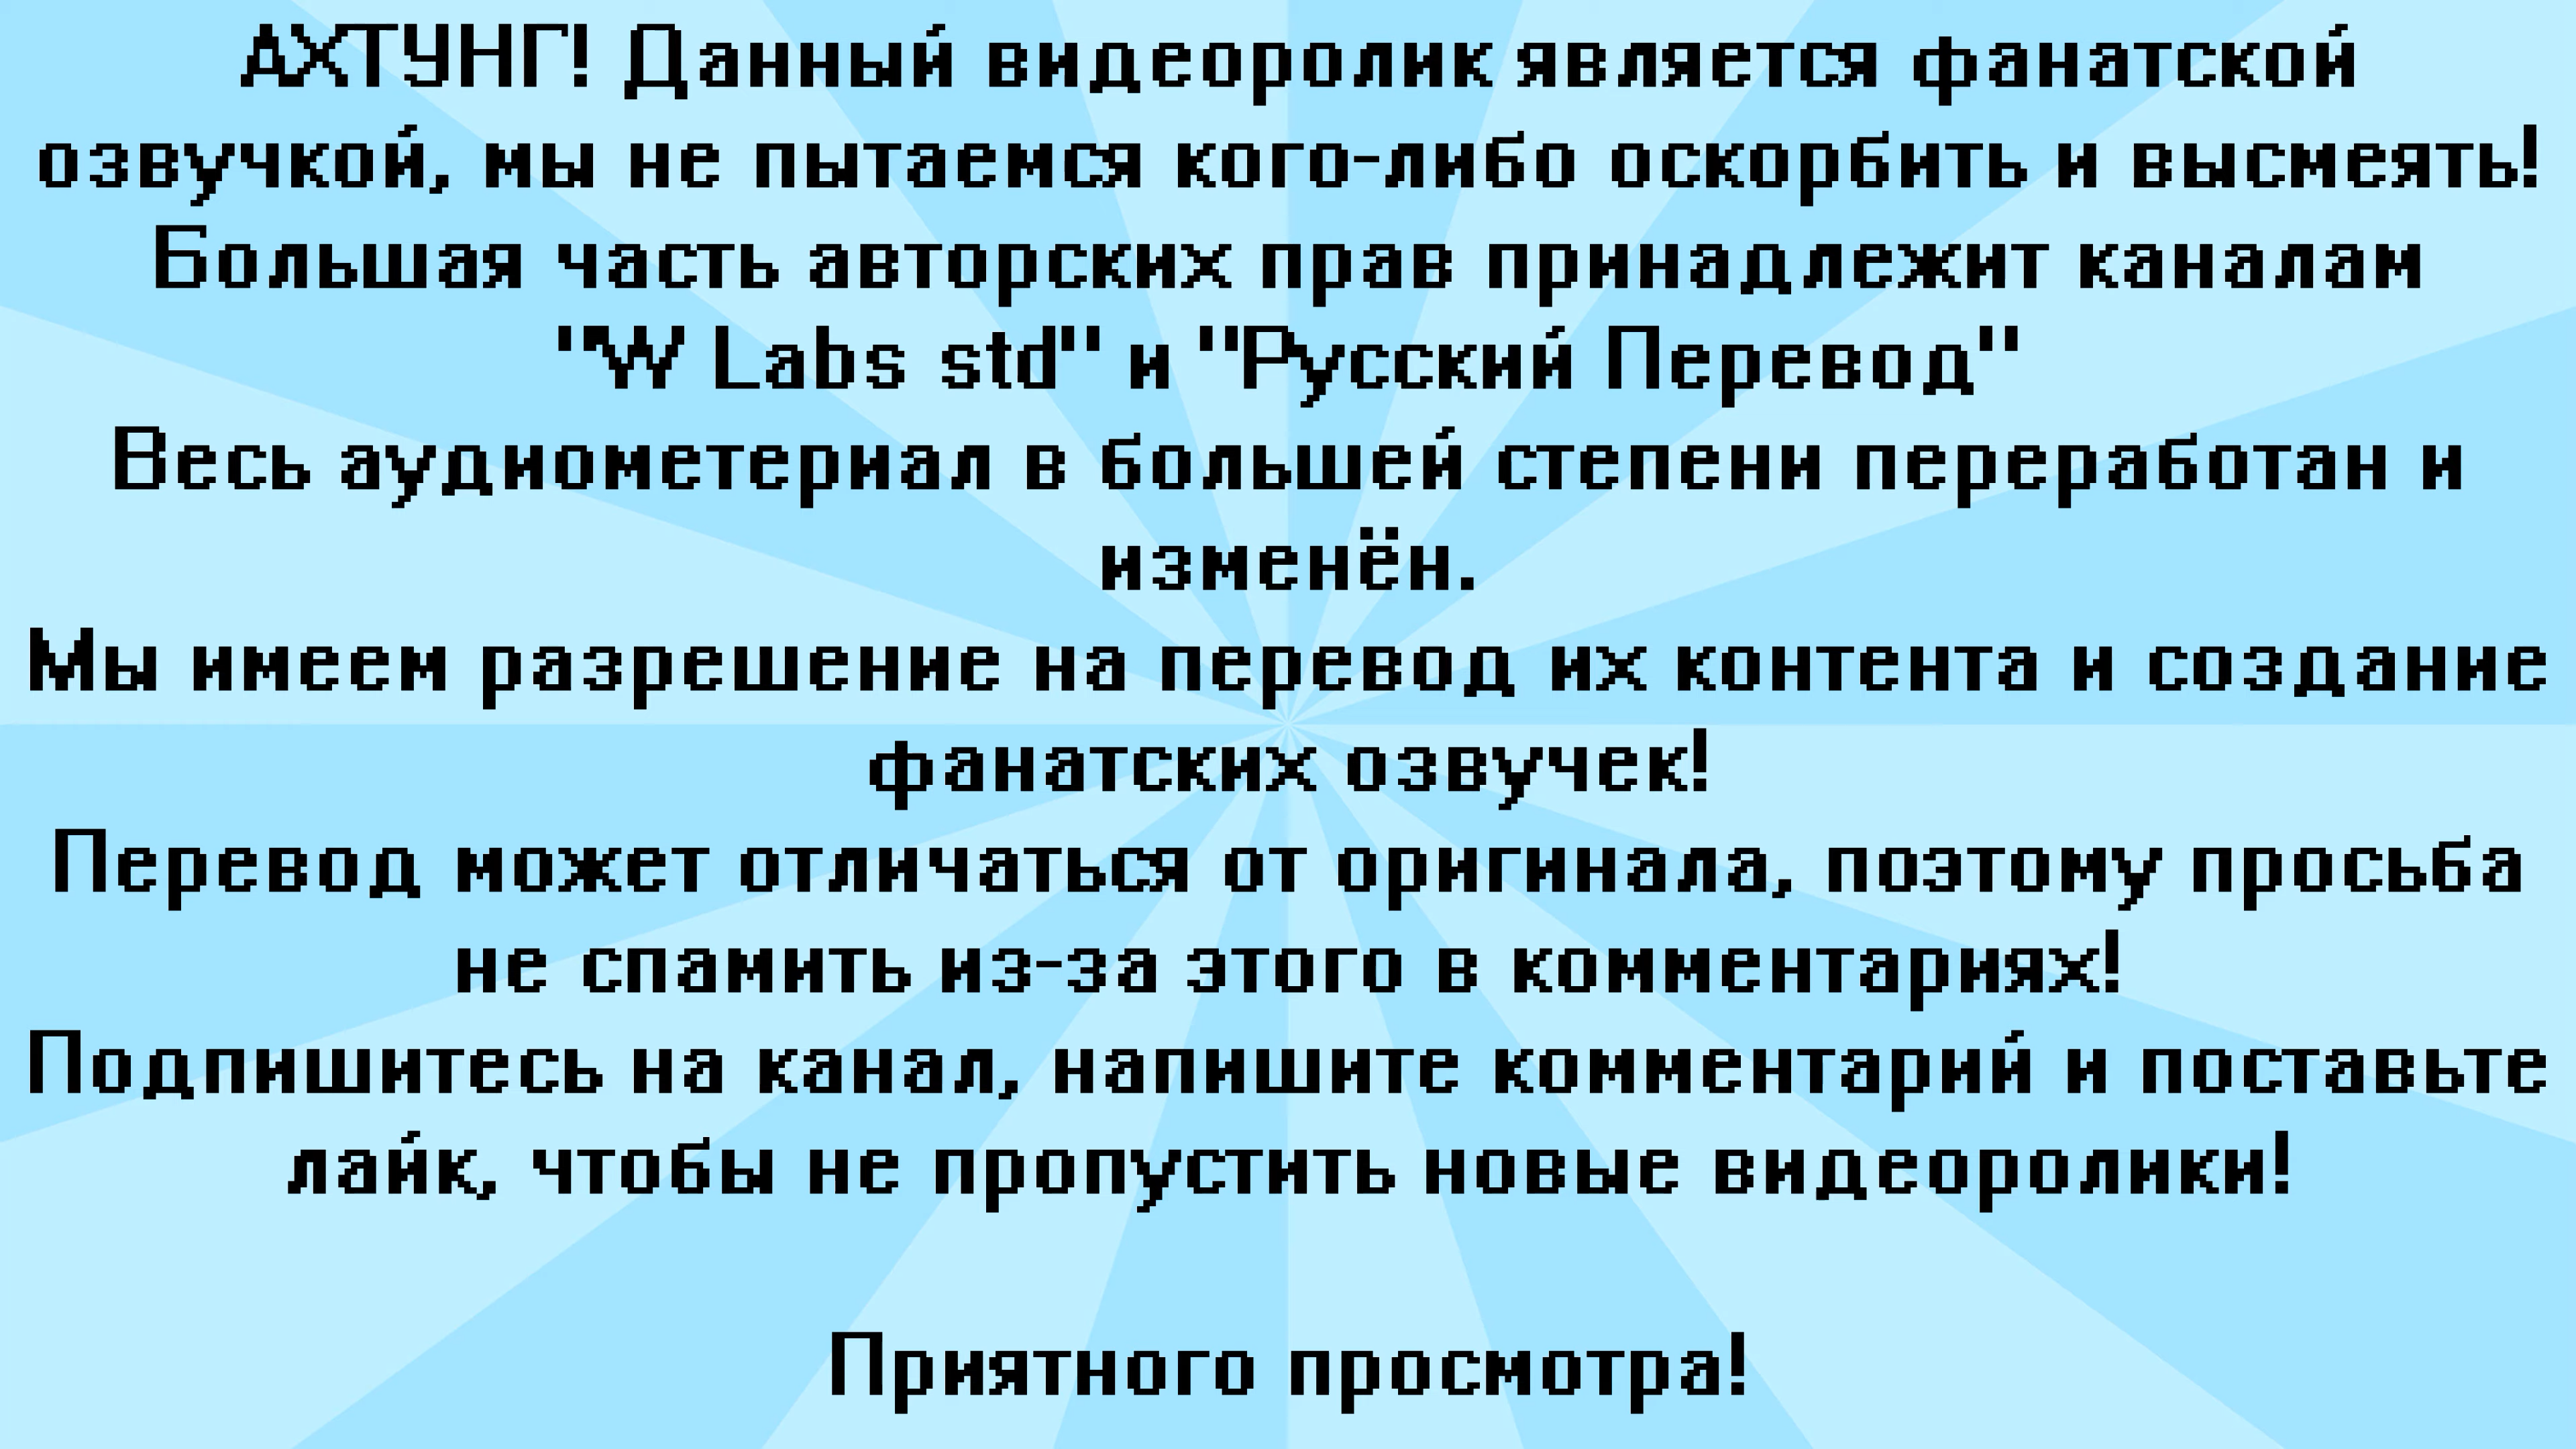 АХТУНГ! Данный видеоролик является фанатской
озвучкой, мы не пытаемся кого-либо оскорбить и высмеять!
Большая часть авторских прав принадлежит каналам
"W Labs std" и "Русский Перевод"
Весь аудиометериал в большей степени переработан и
изменён.
Мы имеем разрешение на перевод их контента и создание
фанатских озвучек!
Перевод может отличаться от оригинала, поэтому просьба
не спамить из-за этого в комментариях!
Подпишитесь на канал, напишите комментарий и поставьте
лайк, чтобы не пропустить новые видеоролики!
Приятного просмотра!